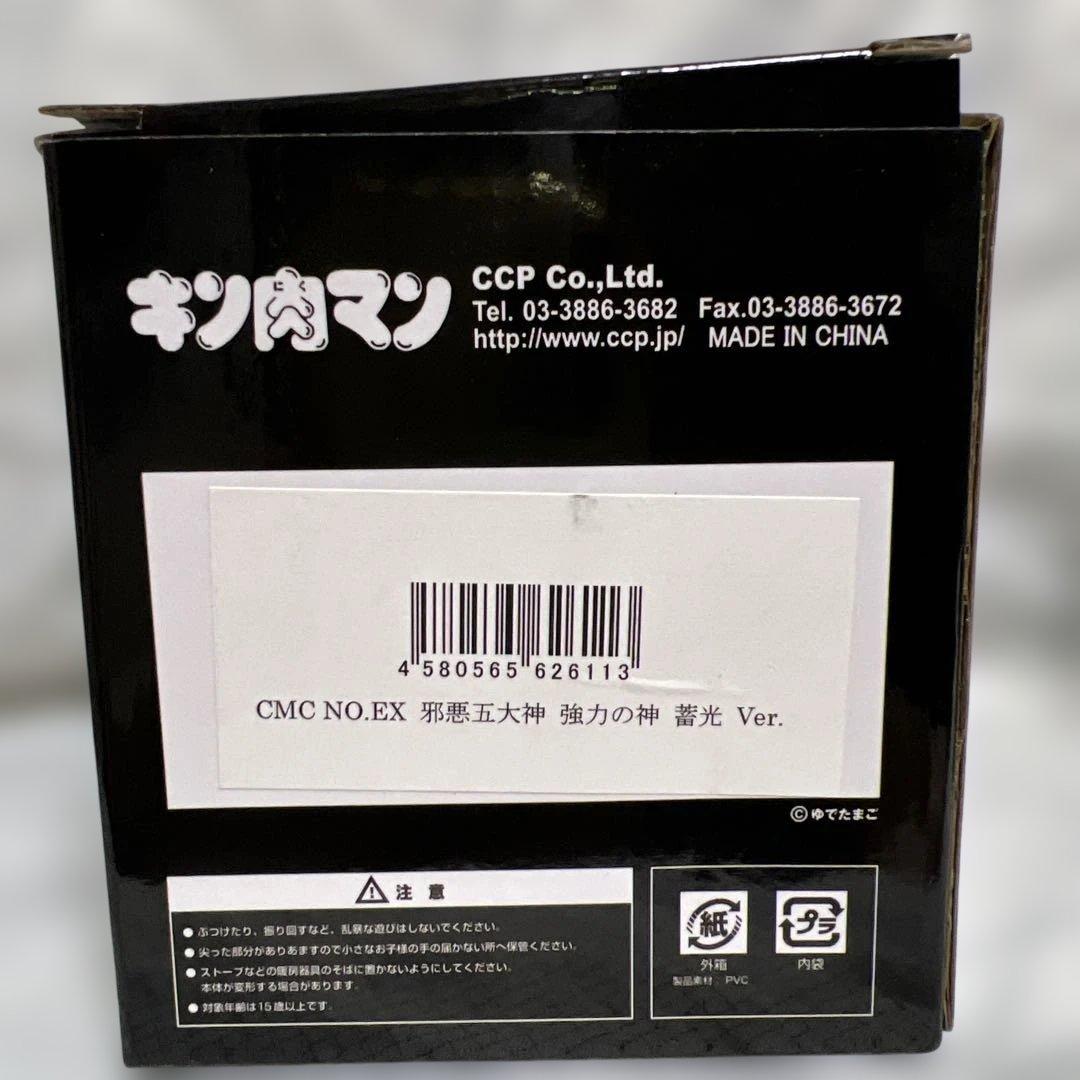 キン肉マン
CCP Co.,Ltd.
Tel. 03-3886-3682 Fax.03-3886-3672
http://www.ccp.jp/ MADE IN CHINA
4 580565 626113
CMC NO.EX 邪悪五大神 強力の神 蓄光 Ver.
©ゆでたまご
注意
● ぶつけたり、振り回すなど、乱暴な遊びはしないでください。
● 尖った部分がありあますので小さなお子様の手の届かない所へ保管ください。
● ストーブなどの暖房器具のそばに置かないようにしてください。
本体が変形する場合があります。
● 対象年齢は15歳以上です。
紙
外箱
プラ
内袋
製品素材：PVC